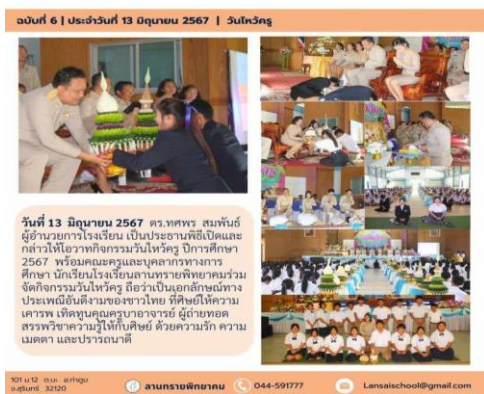 ฉบับที่ 6 | ประจำวันที่ 13 มิถุนายน 2567 | วันไหว้ครู
วันที่ 13 มิถุนายน 2567 ดร.ทศพร สมพันธ์
ผู้อำนวยการโรงเรียน เป็นประธานพิธีเปิดและ
กล่าวให้โอวาทกิจกรรมวันไหว้ครู ปีการศึกษา
2567 พร้อมคณะครูและบุคลากรทางการ
ศึกษา นักเรียนโรงเรียนลานทรายพิทยาคมร่วม
จัดกิจกรรมวันไหว้ครู ถือว่าเป็นเอกลักษณ์ทาง
ประเพณีอันดีงามของชาวไทย ที่ศิษย์ให้ความ
เคารพ เทิดทูนคุณครูบาอาจารย์ ผู้ถ่ายทอด
สรรพวิชาความรู้ให้กับศิษย์ ด้วยความรัก ความ
เมตตา และปรารถนาดี
101 ม.12 ต.บะ อ.ท่าตูม
จ.สุรินทร์ 32120
ลานทรายพิทยาคม
044-591777
Lansaischool@gmail.com